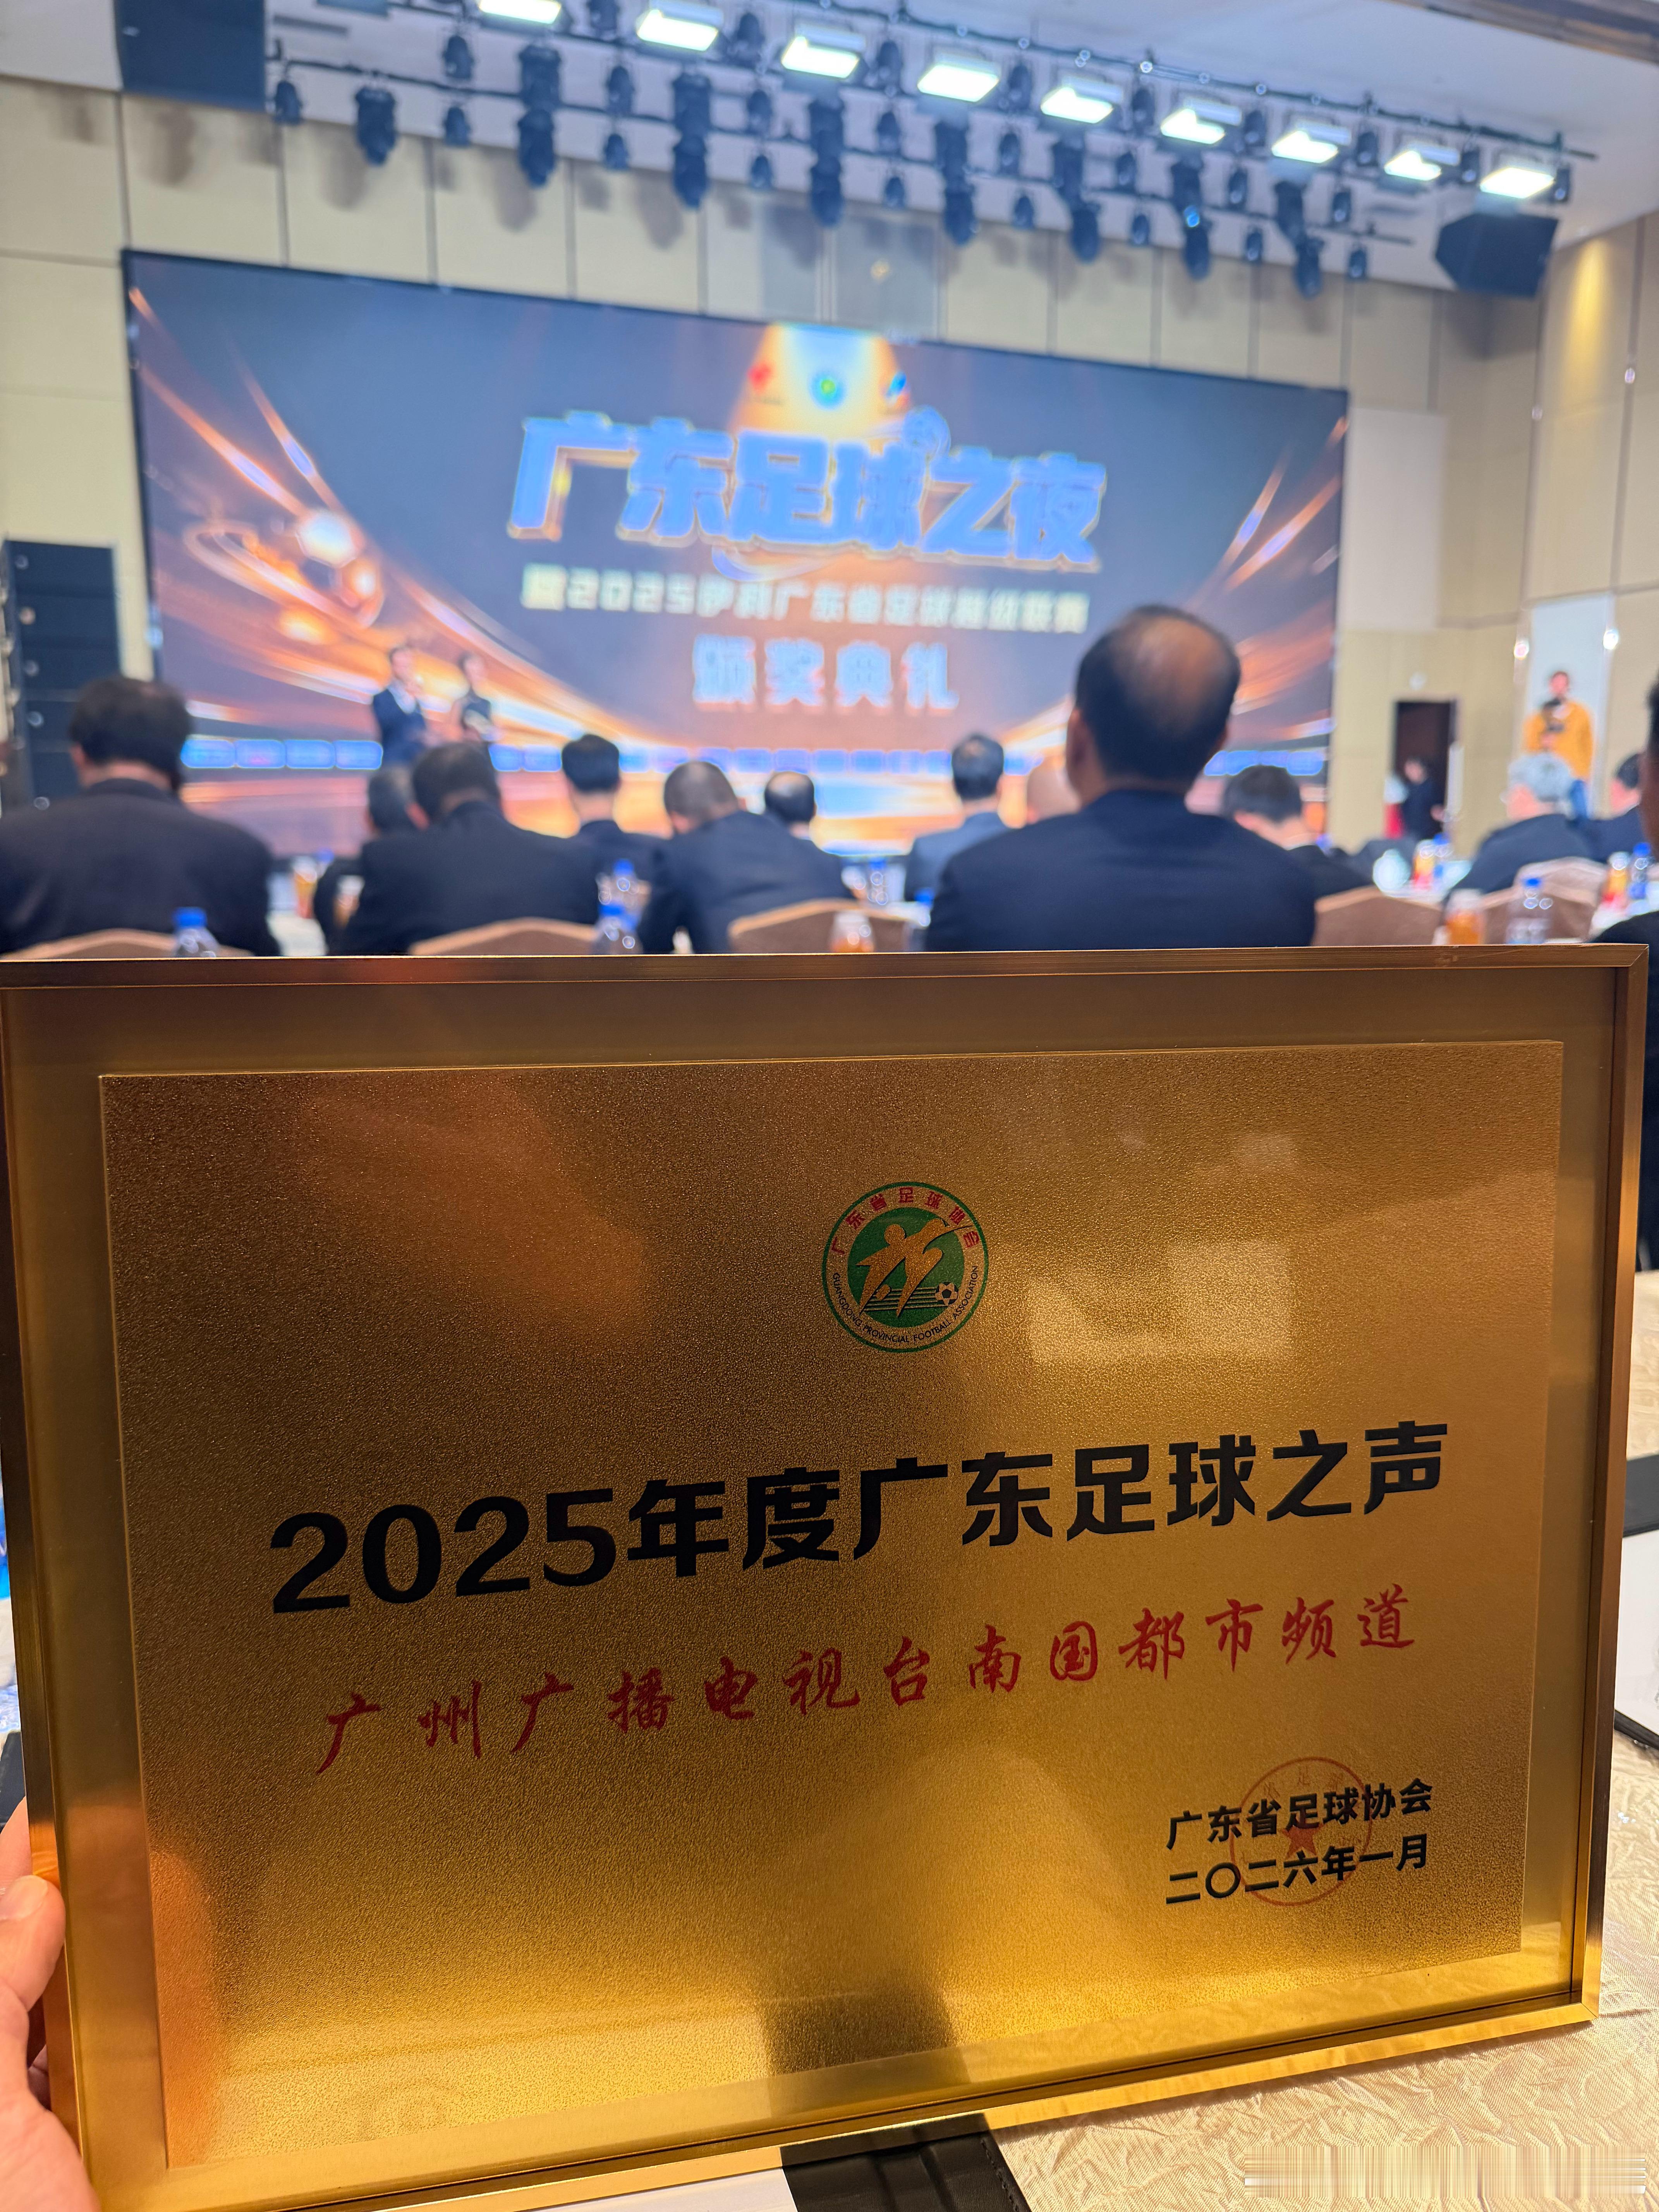 广东足球之夜
暨2025伊利广东省足球超级联赛
颁奖典礼
广东省足球协会
GUANGDONG PROVINCIAL FOOTBALL ASSOCIATION
2025年度广东足球之声
广州广播电视台南国都市频道
广东省足球协会
二〇二六年一月